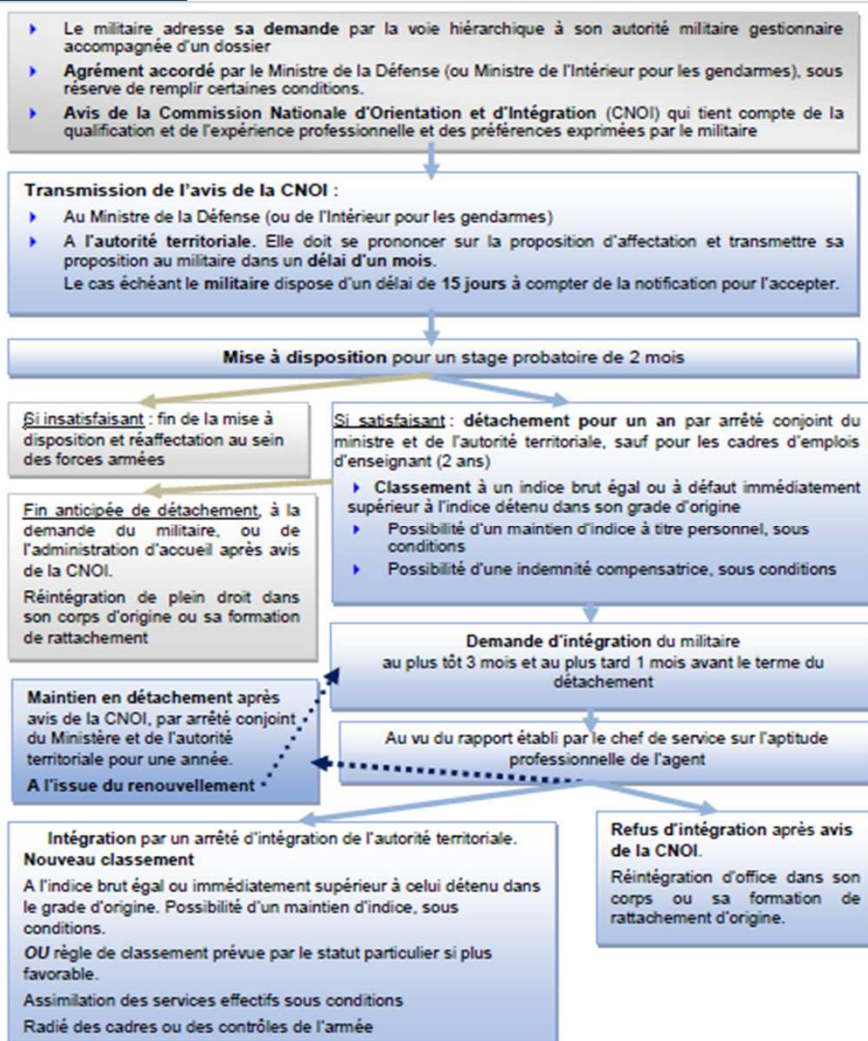 Le militaire adresse sa demande par la voie hiérarchique à son autorité militaire gestionnaire
accompagnée d'un dossier
Agrément accordé par le Ministre de la Défense (ou Ministre de l'Intérieur pour les gendarmes), sous
réserve de remplir certaines conditions.
Avis de la Commission Nationale d'Orientation et d'Intégration (CNOI) qui tient compte de la
qualification et de l'expérience professionnelle et des préférences exprimées par le militaire
Transmission de l'avis de la CNOI :
Au Ministre de la Défense (ou de l'Intérieur pour les gendarmes)
A l'autorité territoriale. Elle doit se prononcer sur la proposition d'affectation et transmettre sa
proposition au militaire dans un délai d'un mois.
Le cas échéant le militaire dispose d'un délai de 15 jours à compter de la notification pour l'accepter.
Mise à disposition pour un stage probatoire de 2 mois
Si insatisfaisant : fin de la mise à
disposition et réaffectation au sein
des forces armées
Si satisfaisant : détachement pour un an par arrêté conjoint du
ministre et de l'autorité territoriale, sauf pour les cadres d'emplois
d'enseignant (2 ans)
Classement à un indice brut égal ou à défaut immédiatement
supérieur à l'indice détenu dans son grade d'origine
Possibilité d'un maintien d'indice à titre personnel, sous
conditions
Possibilité d'une indemnité compensatrice, sous conditions
Fin anticipée de détachement, à la
demande du militaire, ou de
l'administration d'accueil après avis
de la CNOI.
Réintégration de plein droit dans
son corps d'origine ou sa formation
de rattachement
Demande d'intégration du militaire
au plus tôt 3 mois et au plus tard 1 mois avant le terme du
détachement
Maintien en détachement après
avis de la CNOI, par arrêté conjoint
du Ministère et de l'autorité
territoriale pour une année.
A l'issue du renouvellement
Au vu du rapport établi par le chef de service sur l'aptitude
professionnelle de l'agent
Intégration par un arrêté d'intégration de l'autorité territoriale.
Nouveau classement
A l'indice brut égal ou immédiatement supérieur à celui détenu dans
le grade d'origine. Possibilité d'un maintien d'indice, sous
conditions.
OU règle de classement prévue par le statut particulier si plus
favorable.
Assimilation des services effectifs sous conditions
Radié des cadres ou des contrôles de l'armée
Refus d'intégration après avis
de la CNOI.
Réintégration d'office dans son
corps ou sa formation de
rattachement d'origine.